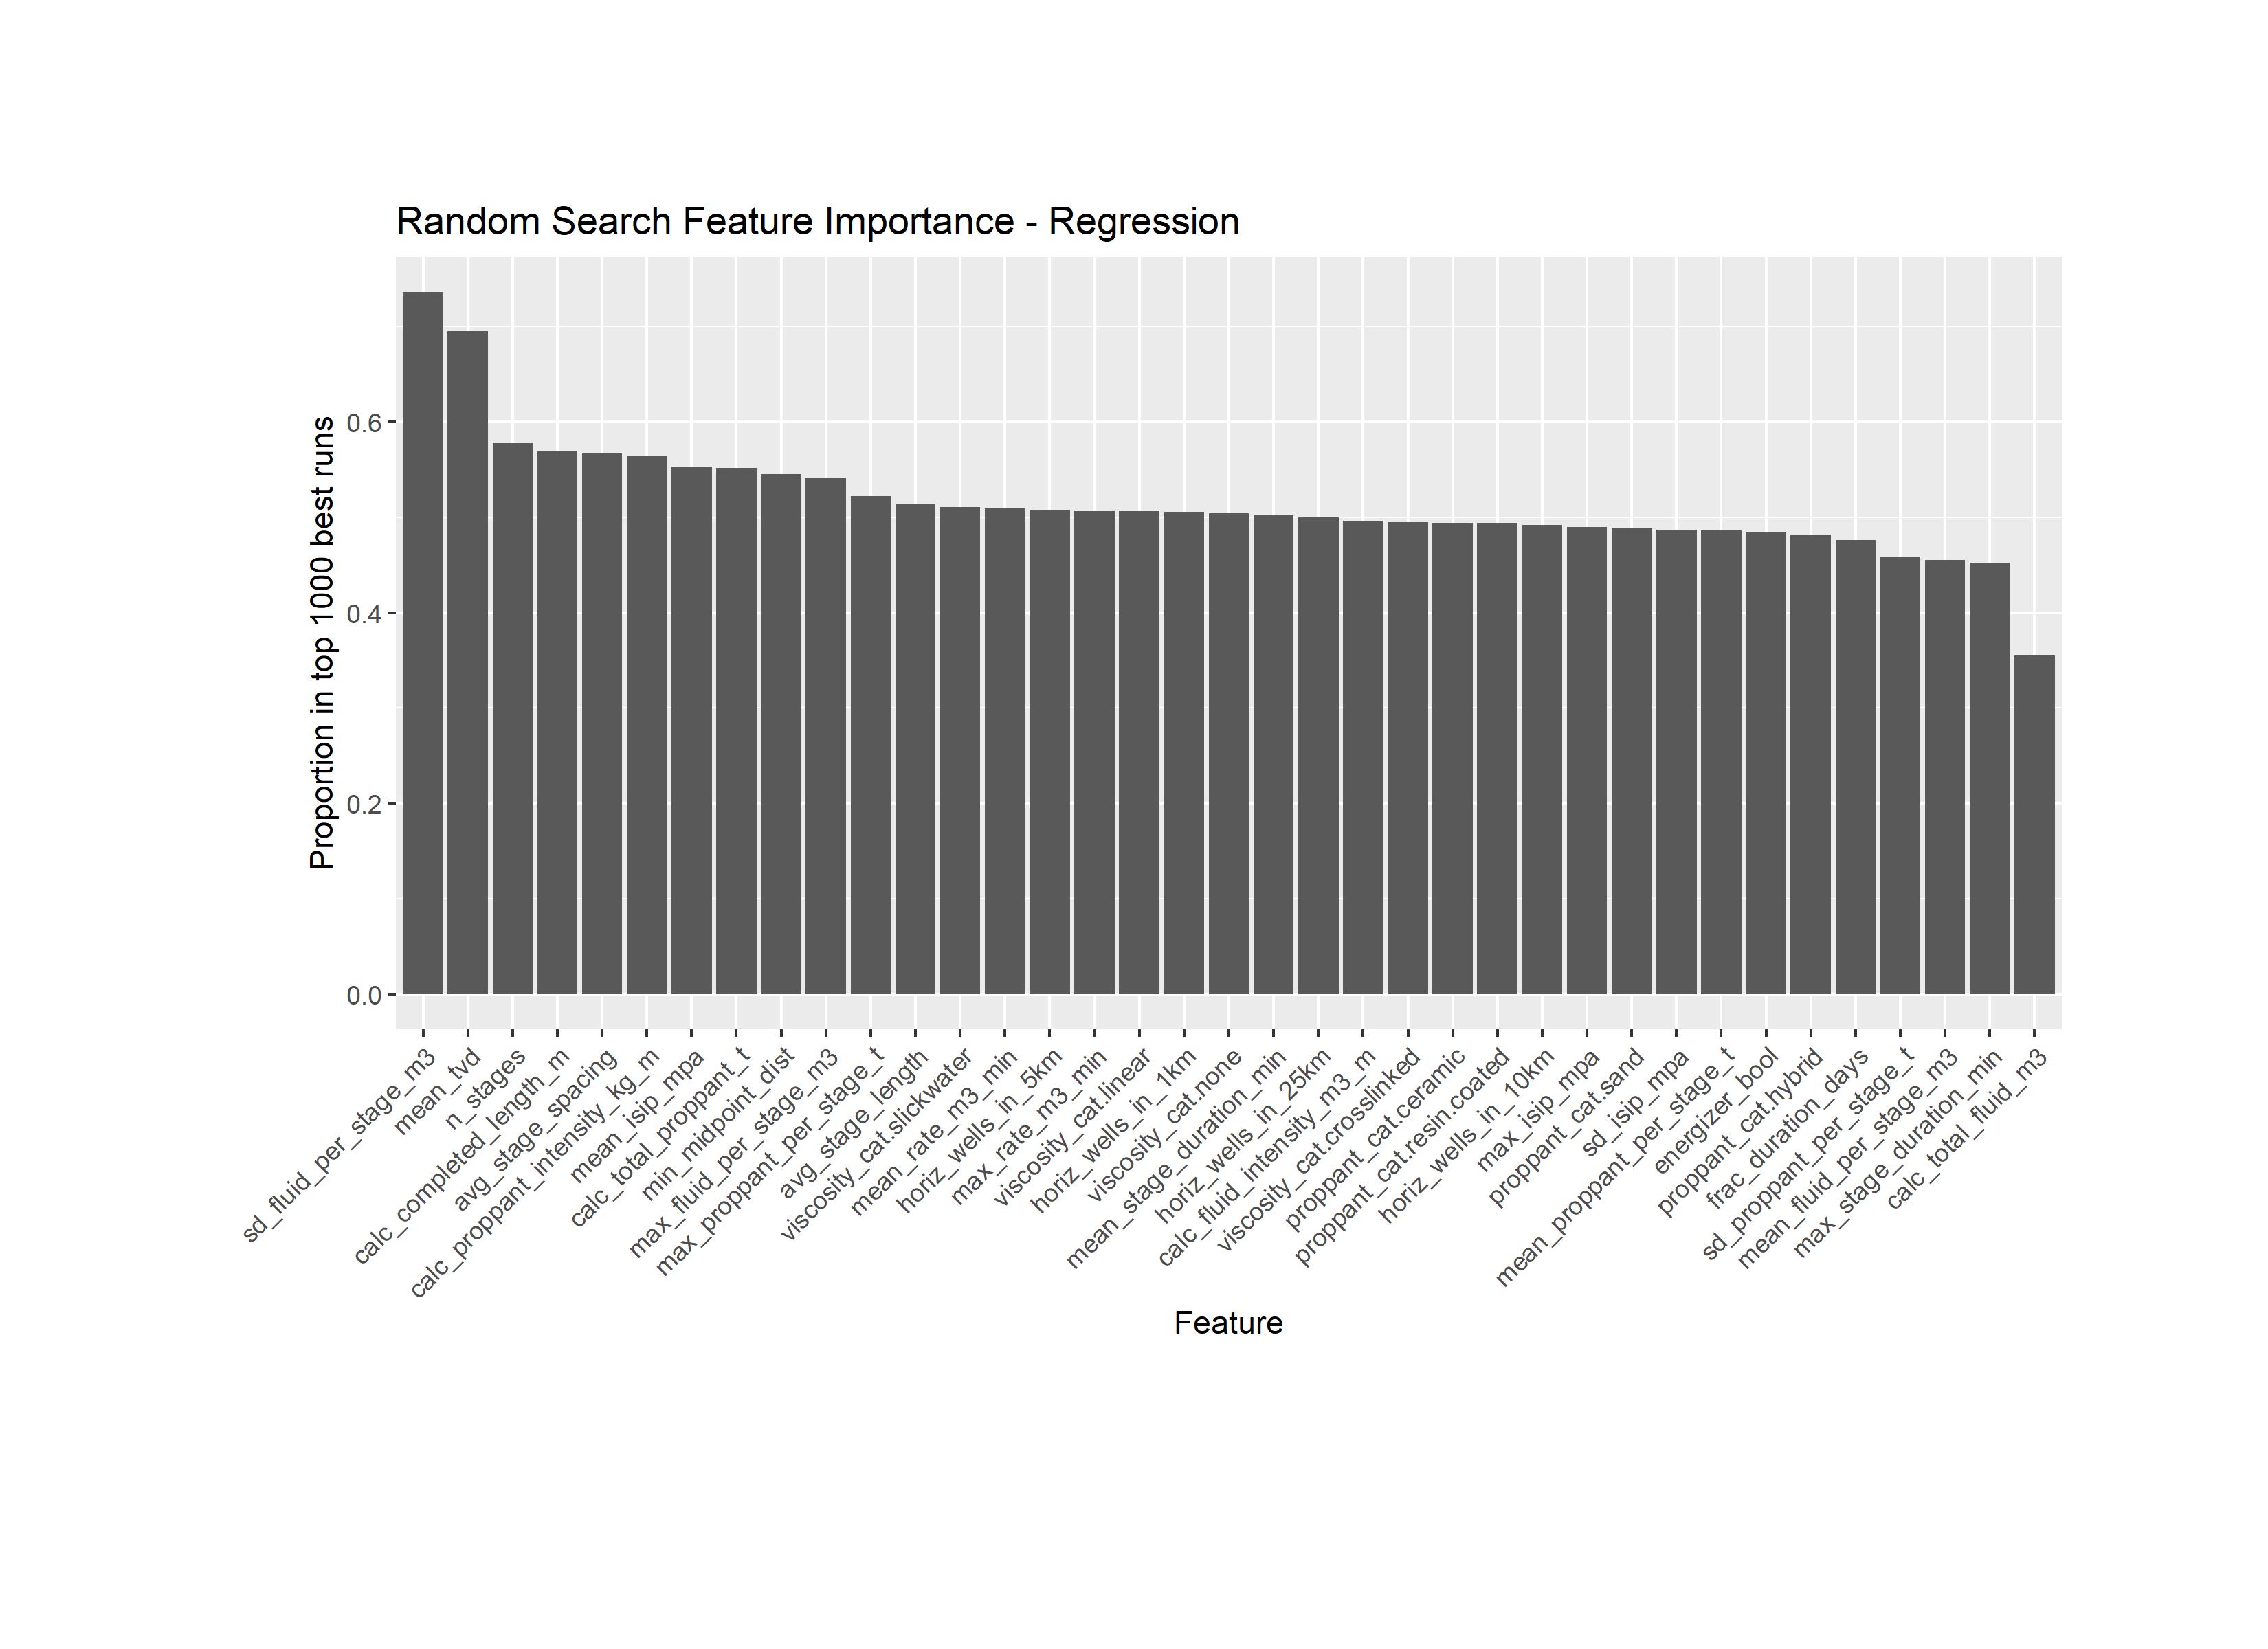 Random Search Feature Importance - Regression
Proportion in top 1000 best runs
0.6
0.4
0.2
0.0
sd_fluid_per_stage_m3
mean_tvd
n_stages
calc_completed_length_m
avg_stage_spacing
calc_proppant_intensity_kg_m
mean_isip_mpa
calc_total_proppant_t
min_midpoint_dist
max_fluid_per_stage_m3
max_proppant_per_stage_t
avg_stage_length
viscosity_cat.slickwater
mean_rate_m3_min
horiz_wells_in_5km
max_rate_m3_min
viscosity_cat.linear
horiz_wells_in_1km
viscosity_cat.none
mean_stage_duration_min
horiz_wells_in_25km
calc_fluid_intensity_m3_m
viscosity_cat.crosslinked
proppant_cat.ceramic
proppant_cat.resin.coated
horiz_wells_in_10km
max_isip_mpa
proppant_cat.sand
sd_isip_mpa
mean_proppant_per_stage_t
energizer_bool
proppant_cat.hybrid
frac_duration_days
sd_proppant_per_stage_t
mean_fluid_per_stage_m3
max_stage_duration_min
calc_total_fluid_m3
Feature